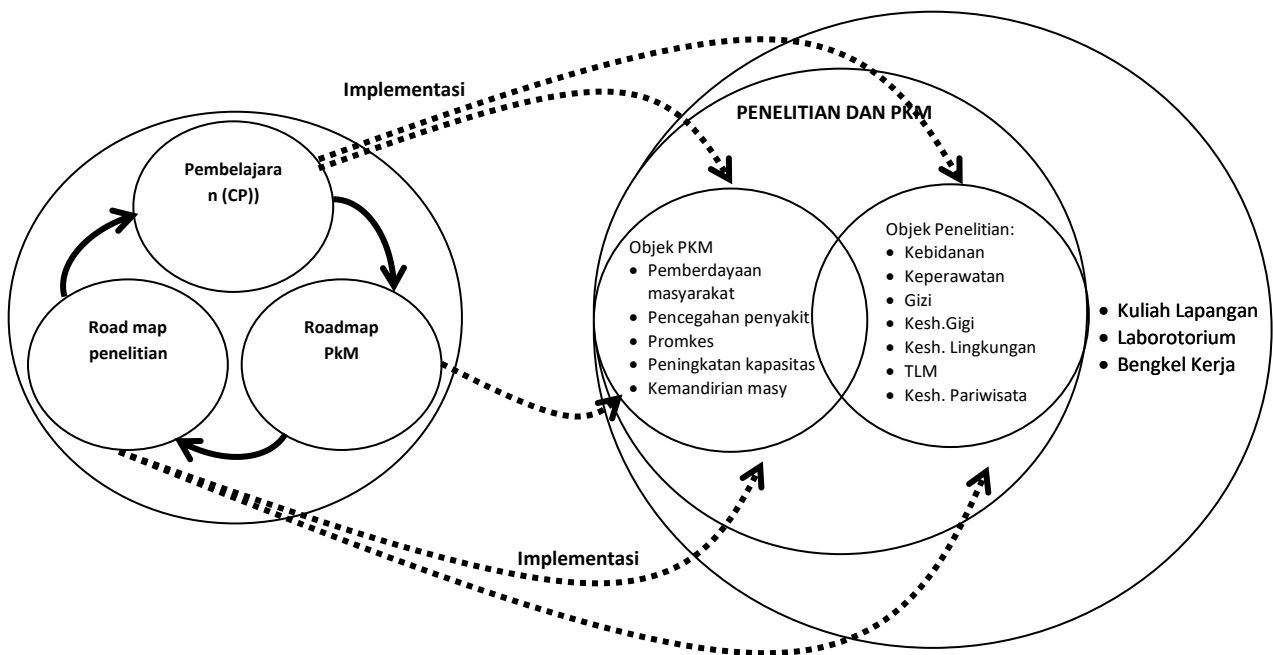 Implementasi
Pembelajara
n (CP))
Road map
penelitian
Roadmap
PkM
Implementasi
PENELITIAN DAN PKM
Objek PKM
• Pemberdayaan
masyarakat
• Pencegahan penyakit
• Promkes
• Peningkatan kapasitas
• Kemandirian masy
Objek Penelitian:
• Kebidanan
• Keperawatan
• Gizi
• Kesh.Gigi
• Kesh. Lingkungan
• TLM
• Kesh. Pariwisata
• Kuliah Lapangan
• Laborotorium
• Bengkel Kerja